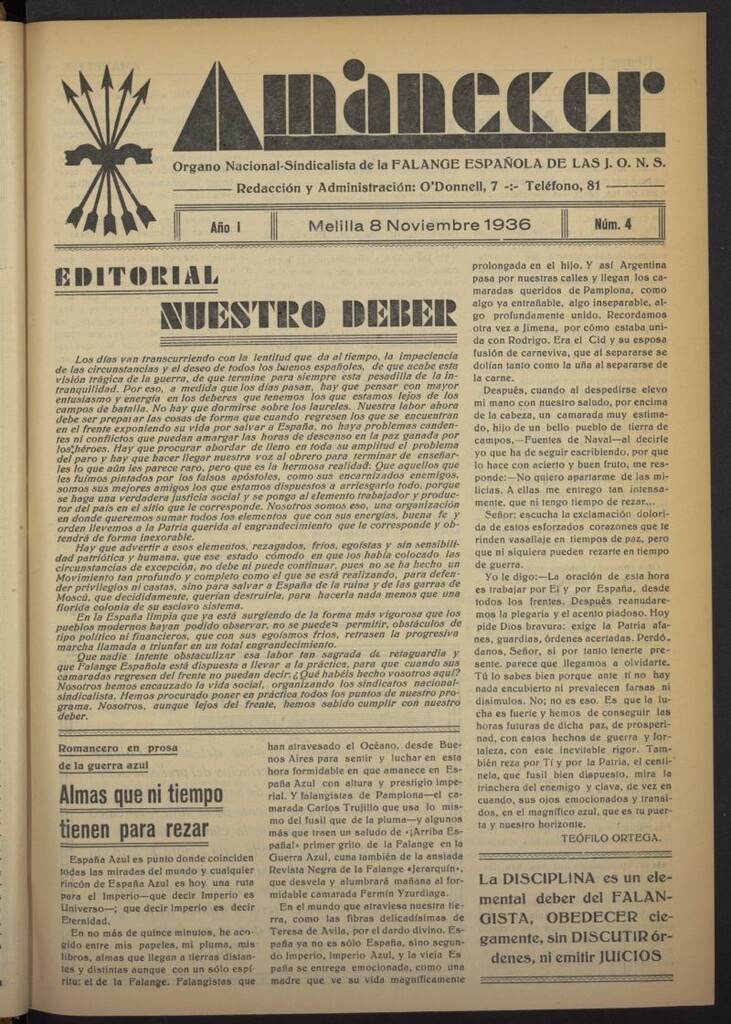 Amanecer
Organo Nacional-Sindicalista de la FALANGE ESPAÑOLA DE LAS J. O. N. S.
Redacción y Administración: O'Donnell, 7 -:- Teléfono, 81
Año I
Melilla 8 Noviembre 1936
Núm. 4
EDITORIAL
NUESTRO DEBER
Los días van transcurriendo con la lentitud que da al tiempo, la impaciencia
de las circunstancias y el deseo de todos los buenos españoles, de que acabe esta
visión trágica de la guerra, de que termine para siempre esta pesadilla de la in-
tranquilidad. Por eso, a medida que los días pasan, hay que pensar con mayor
entusiasmo y energía en los deberes que tenemos los que estamos lejos de los
campos de batalla. No hay que dormirse sobre los laureles. Nuestra labor ahora
debe ser preparar las cosas de forma que cuando regresen los que se encuentran
en el frente exponiendo su vida por salvar a España, no haya problemas canden-
tes ni conflictos que puedan amargar las horas de descanso en la paz ganada por
los héroes. Hay que procurar abordar de lleno en toda su amplitud el problema
del paro y hay que hacer llegar nuestra voz al obrero para terminar de enseñar-
les lo que aún les parece raro, pero que es la hermosa realidad: Que aquellos que
les fuimos pintados por los falsos apóstoles, como sus encarnizados enemigos,
somos sus mejores amigos los que estamos dispuestos a arriesgarlo todo, porque
se haga una verdadera justicia social y se ponga al elemento trabajador y produc-
tor del país en el sitio que le corresponde. Nosotros somos eso, una organización
en donde queremos sumar todos los elementos que con sus energías, buena fe y
orden llevemos a la Patria querida al engrandecimiento que le corresponde y ob-
tendrá de forma inexorable.
Hay que advertir a esos elementos, rezagados, fríos, egoístas y sin sensibili-
dad patriótica y humana, que ese estado cómodo en que los había colocado las
circunstancias de excepción, no debe ni puede continuar, pues no se ha hecho un
Movimiento tan profundo y completo como el que se está realizando, para defen-
der privilegios ni castas, sino para salvar a España de la ruina y de las garras de
Moscú, que decididamente, querían destruirla, para hacerla nada menos que una
florida colonia de su esclavo sistema.
En la España limpia que ya está surgiendo de la forma más vigorosa que los
pueblos modernos hayan podido observar, no se puede permitir, obstáculos de
tipo político ni financieros, que con sus egoísmos fríos, retrasen la progresiva
marcha llamada a triunfar en un total engrandecimiento.
Que nadie intente obstaculizar esa labor tan sagrada de retaguardia y
que Falange Española está dispuesta a llevar a la práctica, para que cuando sus
camaradas regresen del frente no puedan decir: ¿Qué habéis hecho vosotros aquí?
Nosotros hemos encauzado la vida social, organizando los sindicatos nacional-
sindicalista. Hemos procurado poner en práctica todos los puntos de nuestro pro-
grama. Nosotros, aunque lejos del frente, hemos sabido cumplir con nuestro
deber.
Romancero en prosa
de la guerra azul
Almas que ni tiempo
tienen para rezar
España Azul es punto donde coinciden
todas las miradas del mundo y cualquier
rincón de España Azul es hoy una ruta
para el Imperio—que decir Imperio es
Universo—; que decir Imperio es decir
Eternidad.
En no más de quince minutos, he aco-
gido entre mis papeles, mi pluma, mis
libros, almas que llegan a tierras distan-
tes y distintas aunque con un sólo espí-
ritu: el de la Falange. Falangistas que
han atravesado el Océano, desde Bue-
nos Aires para sentir y luchar en esta
hora formidable en que amanece en Es-
paña Azul con altura y prestigio impe-
rial. Y falangistas de Pamplona—el ca-
marada Carlos Trujillo que usa lo mis-
mo del fusil que de la pluma—y algunos
más que traen un saludo de «¡Arriba Es-
paña!» primer grito de la Falange en la
Guerra Azul, cuna también de la ansiada
Revista Negra de la Falange «Jerarquín»,
que desvela y alumbrará mañana al for-
midable camarada Fermín Yzurdiaga.
En el mundo que atraviesa nuestra tie-
rra, como las fibras delicadísimas de
Teresa de Avila, por el dardo divino. Es-
paña ya no es sólo España, sino segun-
do Imperio, Imperio Azul, y la vieja Es
paña se entrega emocionada, como una
madre que ve su vida magníficamente
prolongada en el hijo. Y así Argentina
pasa por nuestras calles y llegan los ca-
maradas queridos de Pamplona, como
algo ya entrañable, algo inseparable, al-
go profundamente unido. Recordamos
otra vez a Jimena, por cómo estaba uni-
da con Rodrigo. Era el Cid y su esposa
fusión de carneviva, que al separarse se
dolían tanto como la uña al separarse de
la carne.
Después, cuando al despedirse elevo
mi mano con nuestro saludo, por encima
de la cabeza, un camarada muy estima-
do, hijo de un bello pueblo de tierra de
campos,—Fuentes de Naval—al decirle
yo que ha de seguir escribiendo, por que
lo hace con acierto y buen fruto, me res-
ponde:—No quiero apartarme de las mi-
licias. A ellas me entrego tan intensa-
mente, que ni tengo tiempo de rezar...
Señor: escucha la exclamación dolori-
da de estos esforzados corazones que te
rinden vasallaje en tiempos de paz, pero
que ni siquiera pueden rezarte en tiempo
de guerra.
Yo le digo:—La oración de esta hora
es trabajar por El y por España, desde
todos los frentes. Después reanudare-
mos la plegaria y el acento piadoso. Hoy
pide Dios bravura: exige la Patria afa-
nes, guardias, órdenes acertadas. Perdó-
danos, Señor, si por tanto tenerte pre-
sente, parece que llegamos a olvidarte.
Tú lo sabes bien porque ante tí no hay
nada encubierto ni prevalecen farsas ni
disimulos. No; no es eso. Es que la lu-
cha es fuerte y hemos de conseguir las
horas futuras de dicha paz, de prosperi-
nad, con estos hechos de guerra y for-
taleza, con este inevitable rigor. Tam-
bién reza por Tí y por la Patria, el centi-
nela, que fusil bien dispuesto, mira la
trinchera del enemigo y clava, de vez en
cuando, sus ojos emocionados y transi-
dos, en el magnífico azul, que es tu puer-
ta y nuestro horizonte.
TEÓFILO ORTEGA.
La DISCIPLINA es un ele-
mental deber del FALAN-
GISTA, OBEDECER cie-
gamente, sin DISCUTIR ór-
denes, ni emitir JUICIOS